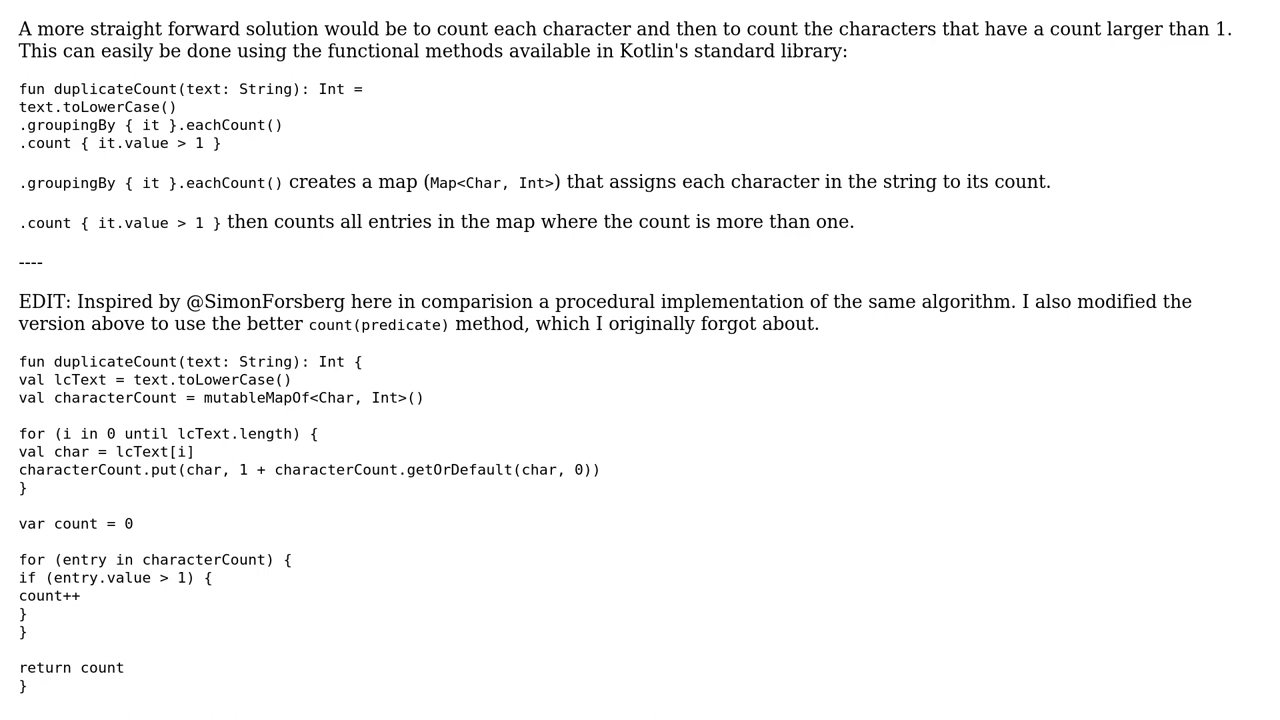 A more straight forward solution would be to count each character and then to count the characters that have a count larger than 1.
This can easily be done using the functional methods available in Kotlin's standard library:
fun duplicateCount(text: String): Int =
text.toLowerCase()
.groupingBy { it }.eachCount()
.count { it.value > 1 }
.groupingBy { it }.eachCount() creates a map (Map<Char, Int>) that assigns each character in the string to its count.
.count { it.value > 1 } then counts all entries in the map where the count is more than one.
----
EDIT: Inspired by @SimonForsberg here in comparision a procedural implementation of the same algorithm. I also modified the
version above to use the better count(predicate) method, which I originally forgot about.
fun duplicateCount(text: String): Int {
val lcText = text.toLowerCase()
val characterCount = mutableMapOf<Char, Int>()
for (i in 0 until lcText.length) {
val char = lcText[i]
characterCount.put(char, 1 + characterCount.getOrDefault(char, 0))
}
var count = 0
for (entry in characterCount) {
if (entry.value > 1) {
count++
}
}
return count
}